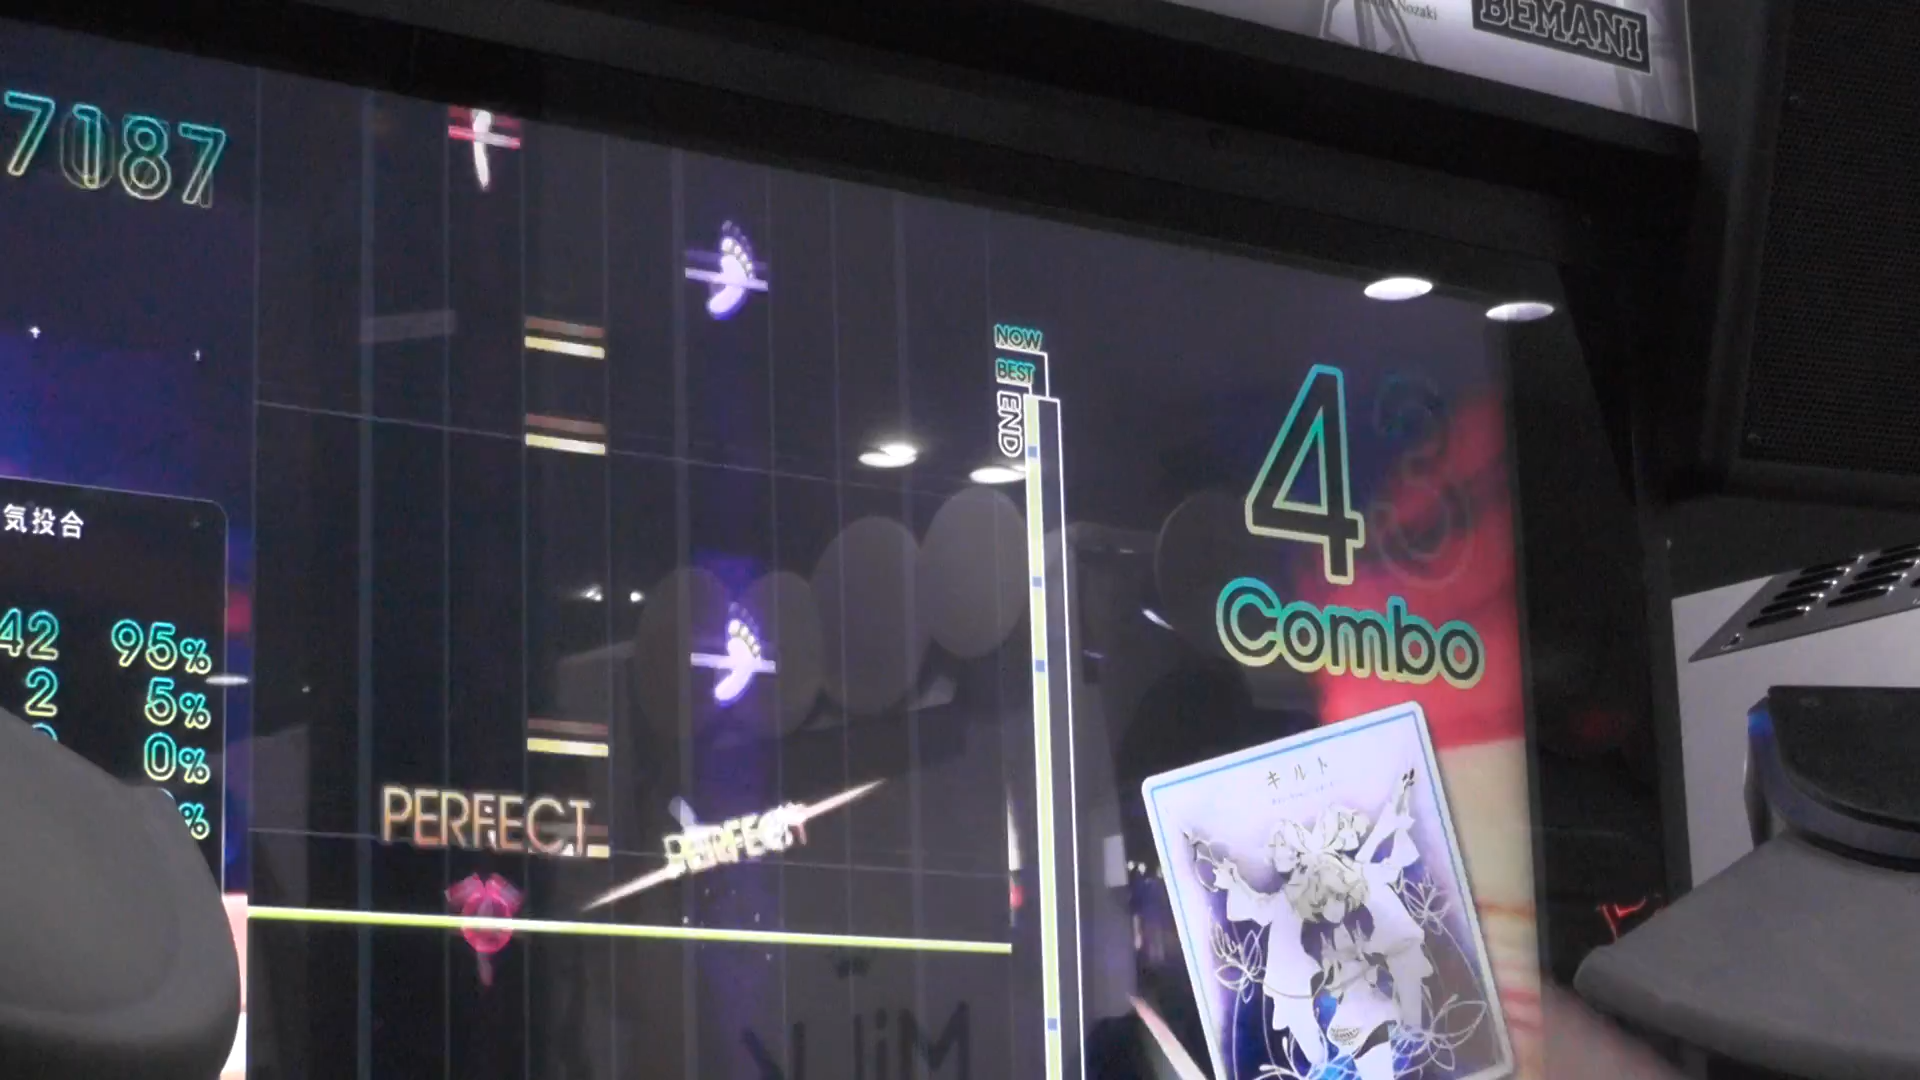 Nozaki
BEMANI
7187
NOW
BEST
END
4
Combo
気投合
42 95%
2 5%
0%
%
PERFECT
PERFECT
キルト